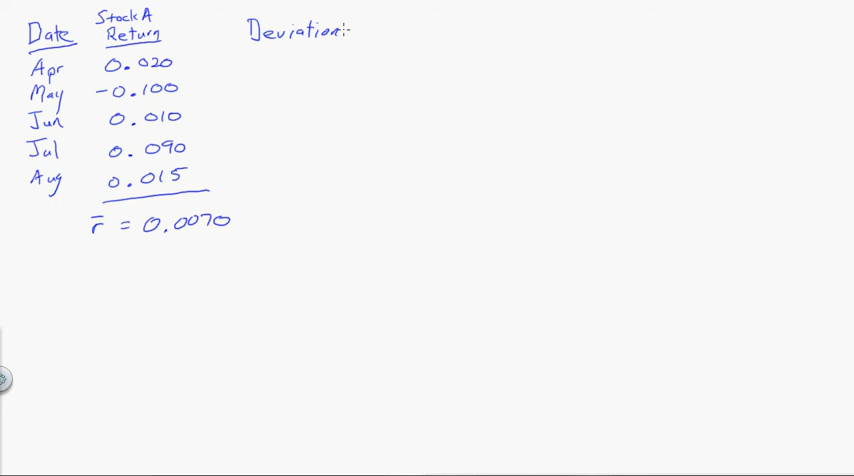 Stock A
Date Return Deviation
Apr 0.020
May -0.100
Jun 0.010
Jul 0.090
Aug 0.015
r̄ = 0.0070